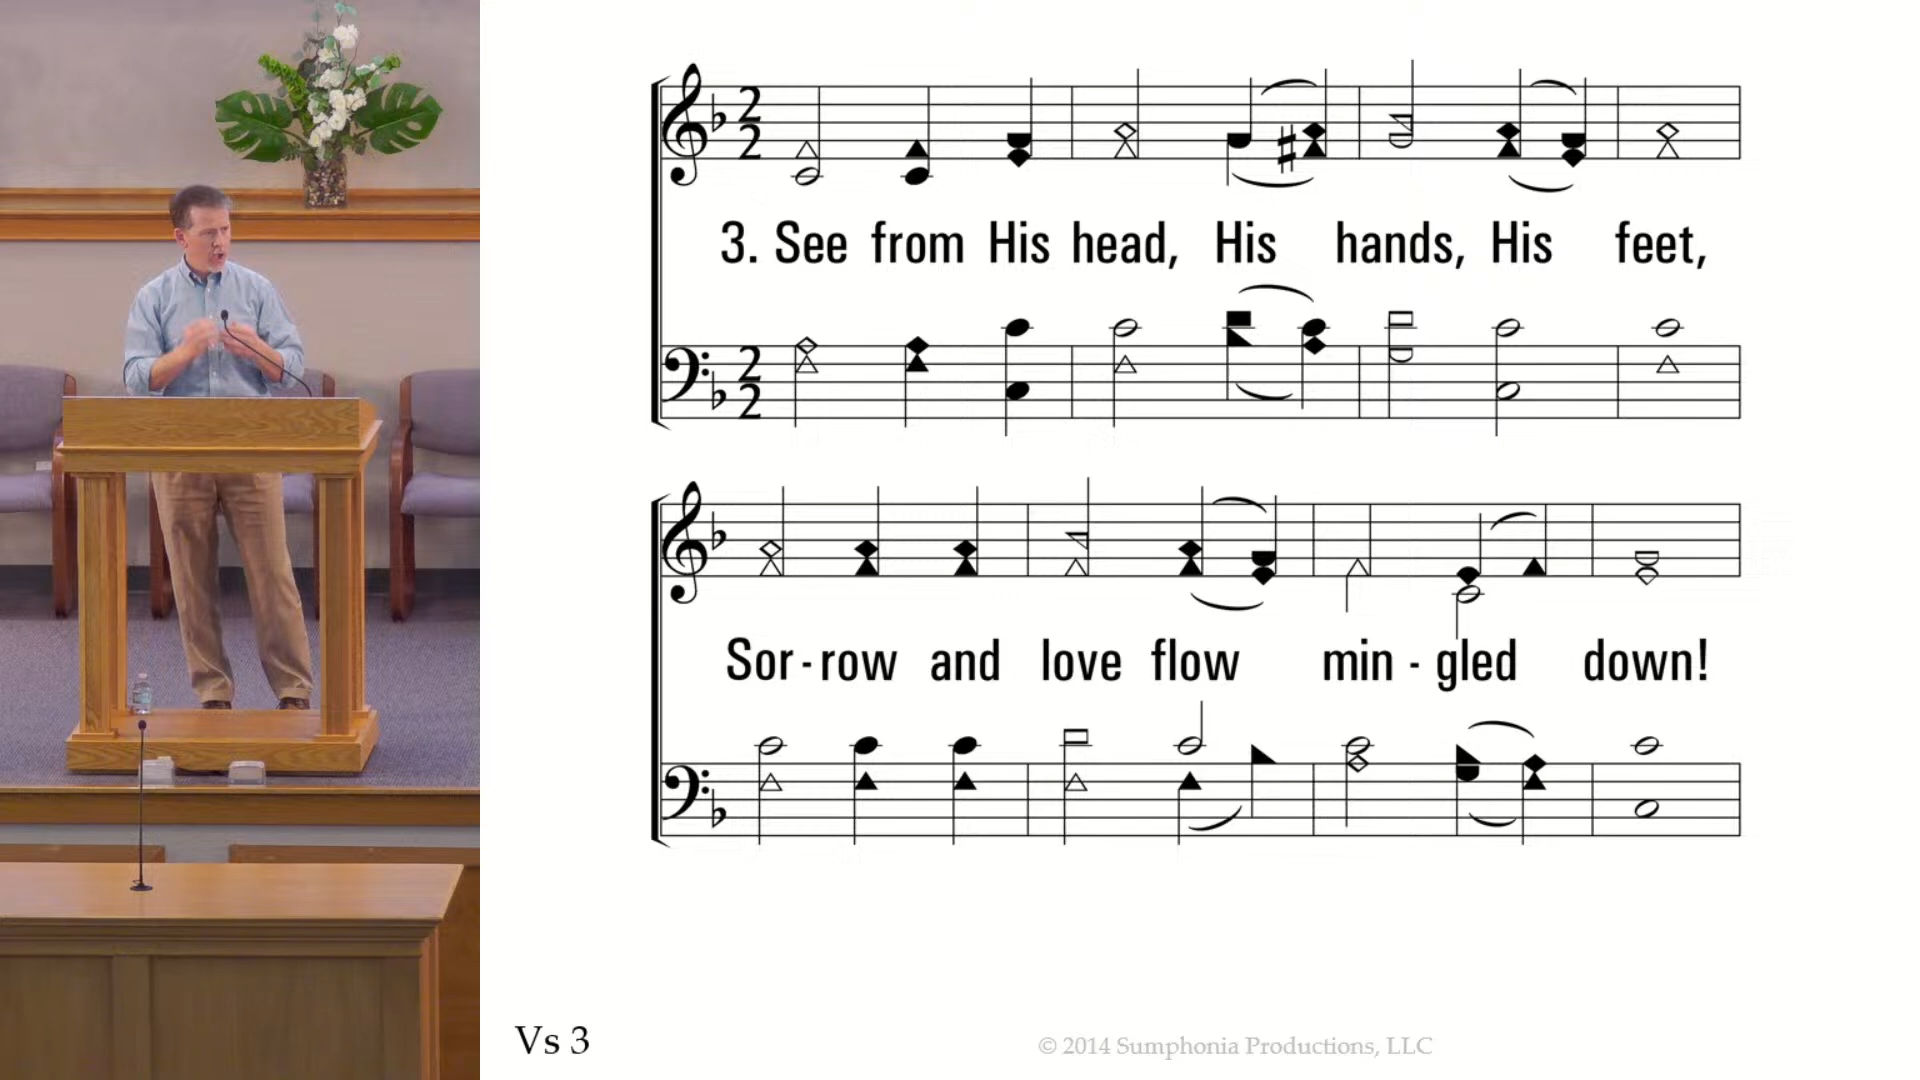 3. See from His head, His hands, His feet,
Sor - row and love flow min - gled down!
Vs 3
© 2014 Sumphonia Productions, LLC